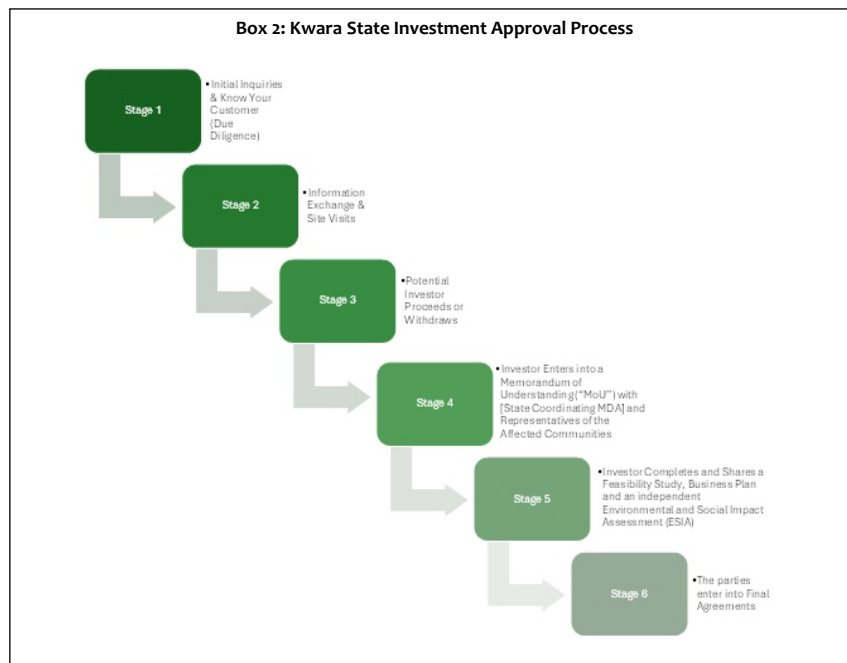 Box 2: Kwara State Investment Approval Process
Stage 1
•Initial Inquiries
& Know Your
Customer
(Due
Diligence)
Stage 2
•Information
Exchange &
Site Visits
Stage 3
•Potential
Investor
Proceeds or
Withdraws
Stage 4
•Investor Enters into a
Memorandum of
Understanding(“MoU”) with
[State Coordinating MDA] and
Representatives of the
Affected Communities
Stage 5
•Investor Completes and Shares a
Feasibility Study, Business Plan
and an independent
Environmental and Social Impact
Assessment (ESIA)
Stage 6
•The parties
enter into Final
Agreements